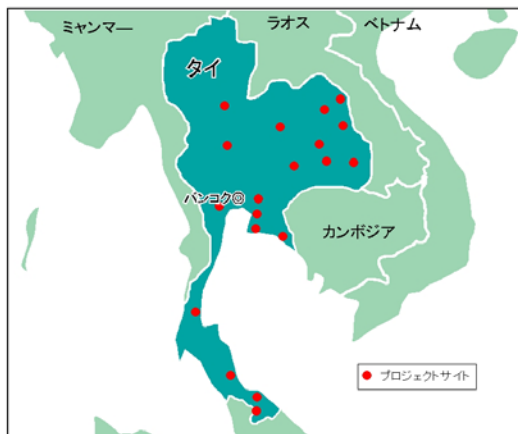 ミャンマー
ラオス
ベトナム
タイ
バンコク◎
カンボジア
プロジェクトサイト